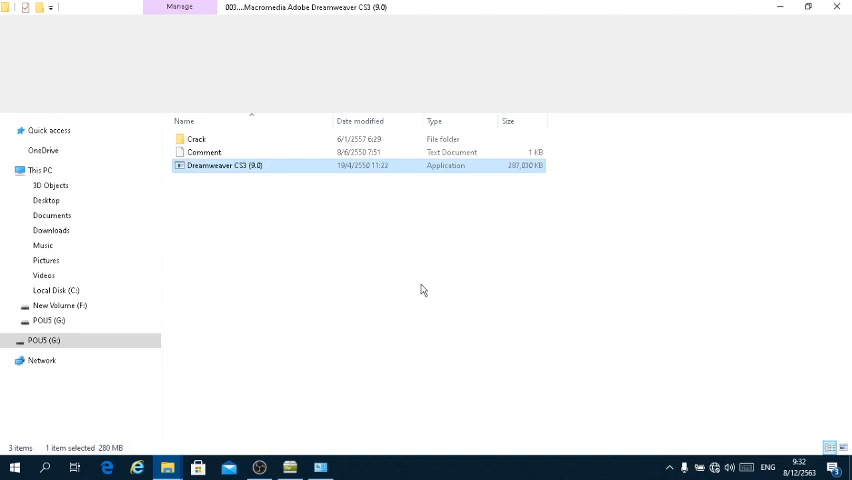 Manage 003....Macromedia Adobe Dreamweaver CS3 (9.0)
Name Date modified Type Size
Quick access
OneDrive
This PC
3D Objects
Desktop
Documents
Downloads
Music
Pictures
Videos
Local Disk (C:)
New Volume (F:)
POU5 (G:)
POU5 (G:)
Network
Crack 6/1/2557 6:29 File folder
Comment 8/6/2550 7:51 Text Document 1 KB
Dreamweaver CS3 (9.0) 19/4/2550 11:22 Application 287,030 KB
3 items 1 item selected 280 MB
ENG 9:32
8/12/2563
3